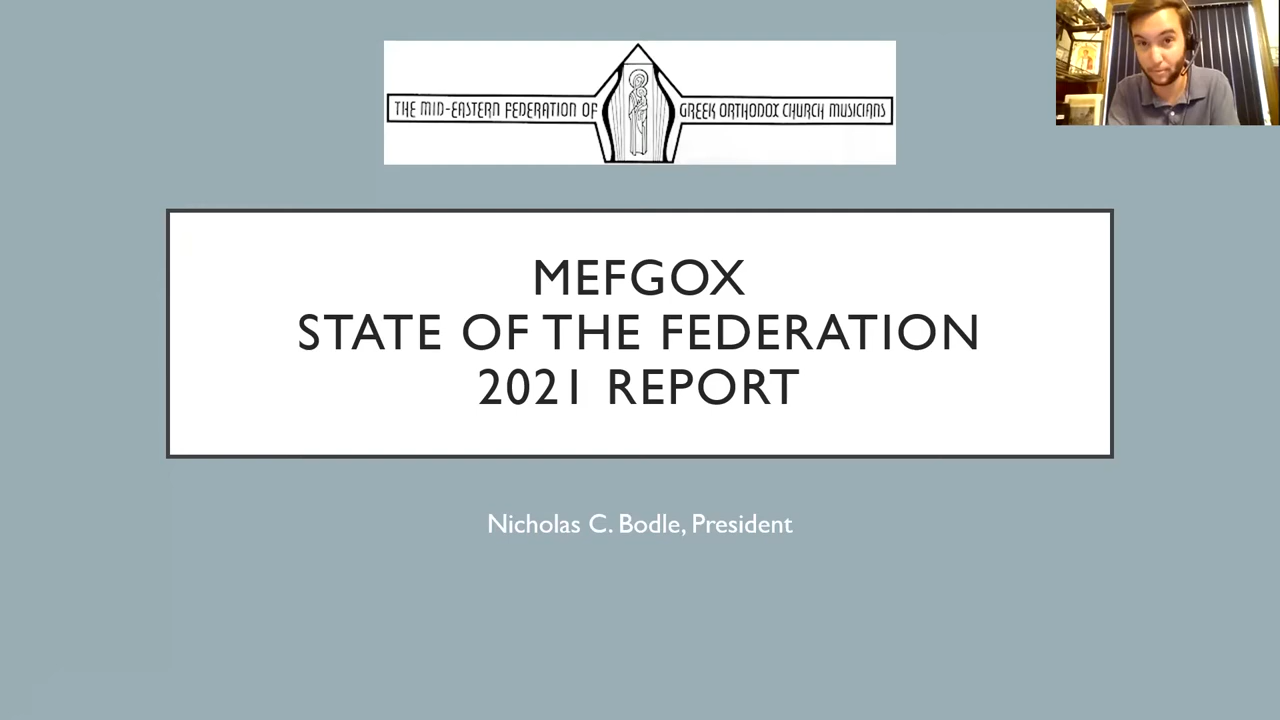 THE MID-EASTERN FEDERATION OF GREEK ORTHODOX CHURCH MUSICIANS
MEFGOX
STATE OF THE FEDERATION
2021 REPORT
Nicholas C. Bodle, President